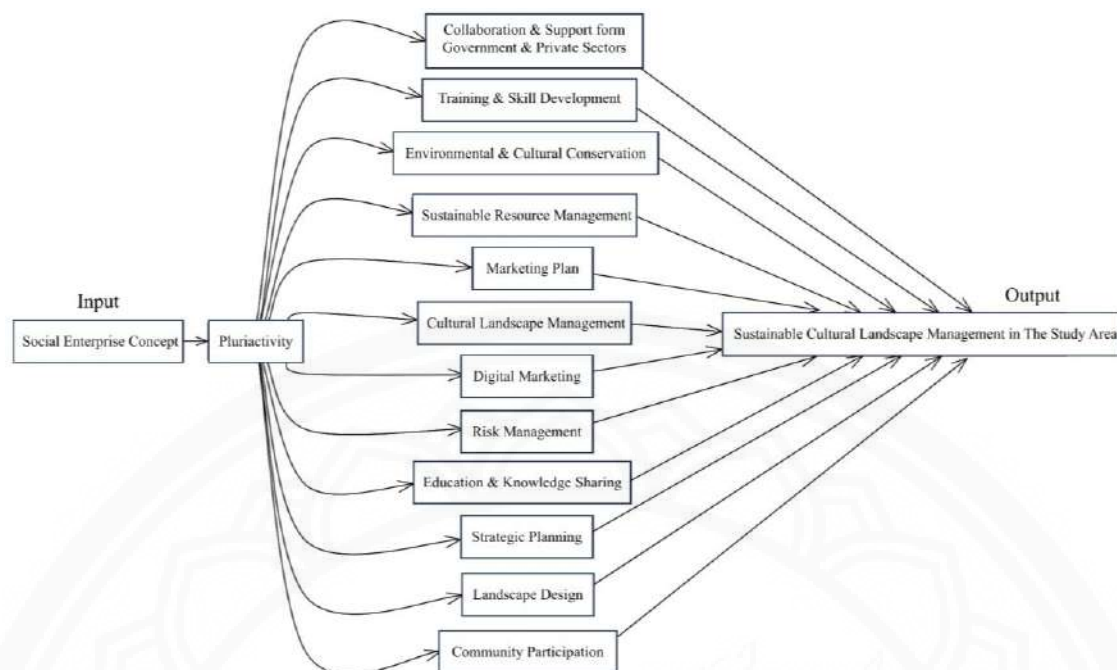 Collaboration & Support form
Government & Private Sectors
Training & Skill Development
Environmental & Cultural Conservation
Sustainable Resource Management
Marketing Plan
Input
Output
Social Enterprise Concept
Pluriactivity
Cultural Landscape Management
Sustainable Cultural Landscape Management in The Study Area
Digital Marketing
Risk Management
Education & Knowledge Sharing
Strategic Planning
Landscape Design
Community Participation